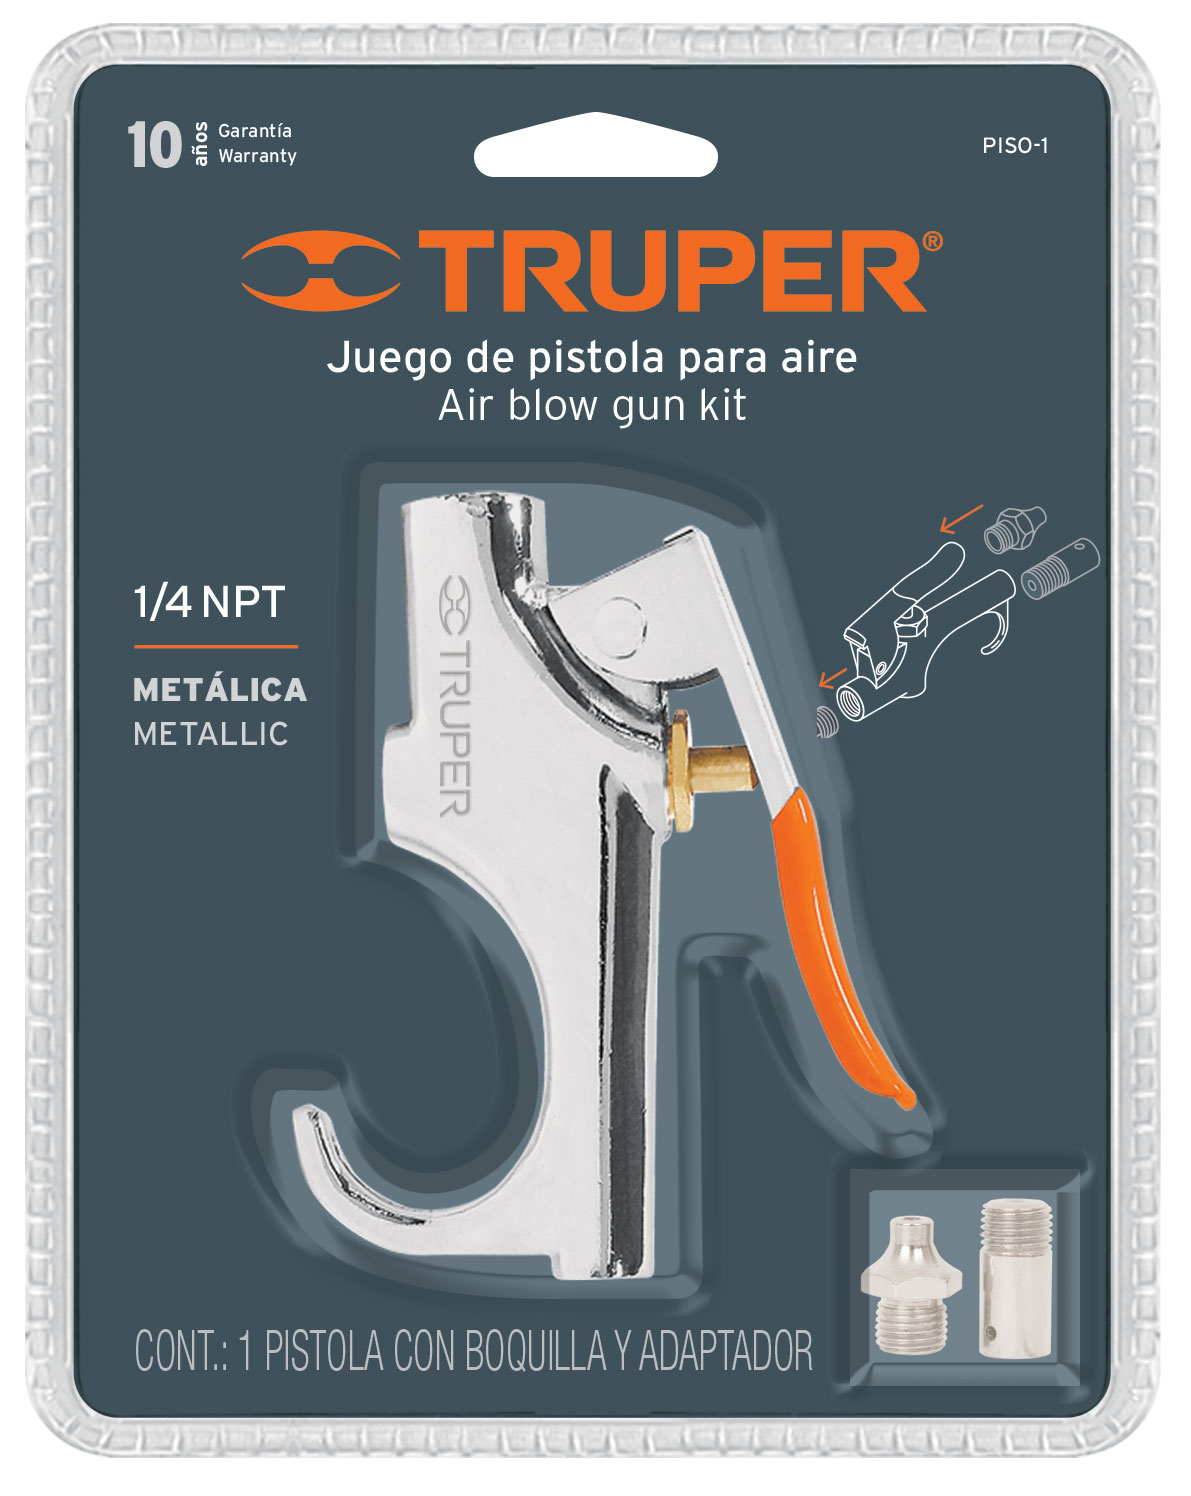 10 años Garantía
Warranty
PISO-1
TRUPER®
Juego de pistola para aire
Air blow gun kit
1/4 NPT
METÁLICA
METALLIC
TRUPER
CONT.: 1 PISTOLA CON BOQUILLA Y ADAPTADOR